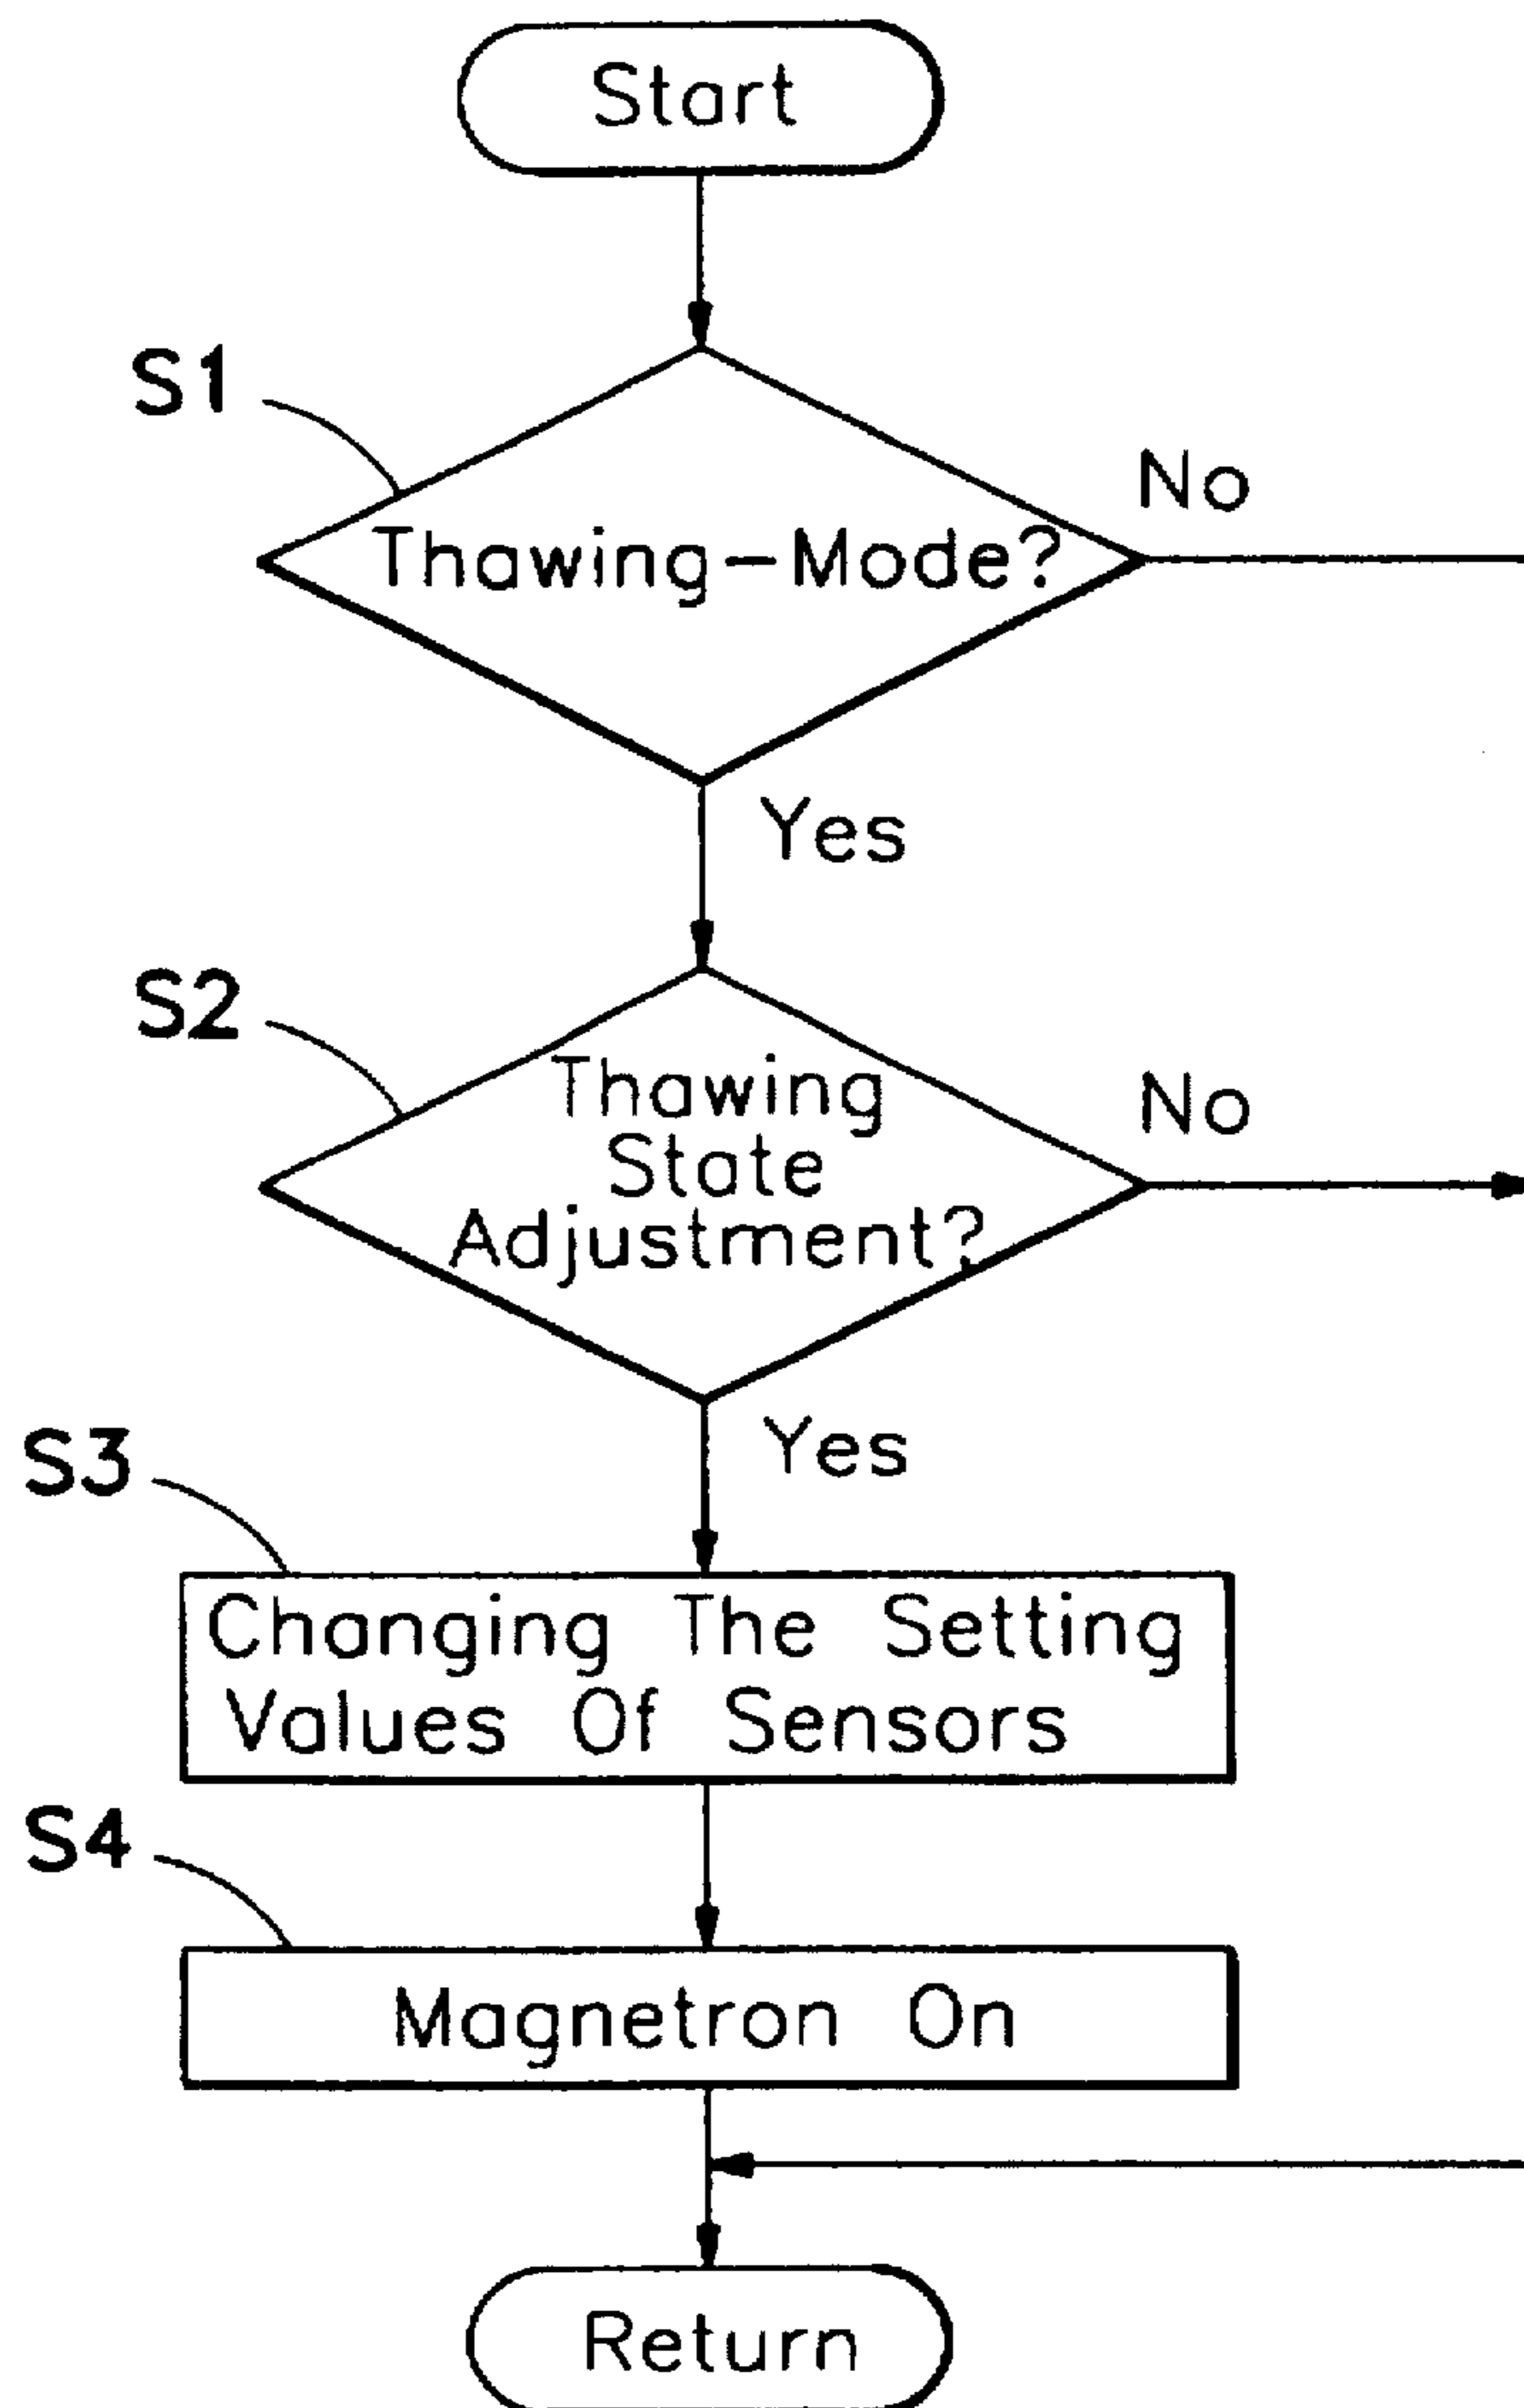 Start
S1
No
Thawing-Mode?
Yes
S2
Thawing
No
State
Adjustment?
Yes
S3
Changing The Setting
Values Of Sensors
S4
Magnetron On
Return